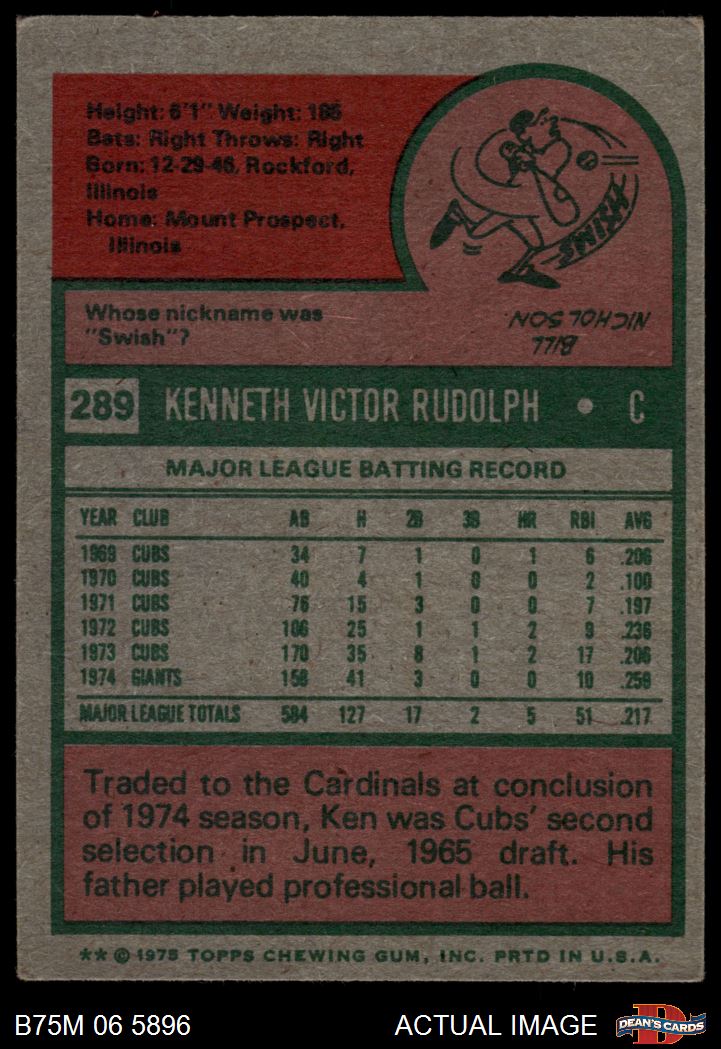 Height: 6'1" Weight: 185
Bats: Right Throws: Right
Born: 12-29-46, Rockford,
Illinois
Home: Mount Prospect,
Illinois
Whose nickname was
"Swish"?
BILL
NICHOLSON
289 KENNETH VICTOR RUDOLPH • C
MAJOR LEAGUE BATTING RECORD
YEAR CLUB AB H 2B 3B HR RBI AVG
1969 CUBS 34 7 1 0 1 6 .206
1970 CUBS 40 4 1 0 0 2 .100
1971 CUBS 76 15 3 0 0 7 .197
1972 CUBS 106 25 1 1 2 9 .236
1973 CUBS 170 35 8 1 2 17 .206
1974 GIANTS 158 41 3 0 0 10 .259
MAJOR LEAGUE TOTALS 584 127 17 2 5 51 .217
Traded to the Cardinals at conclusion
of 1974 season, Ken was Cubs' second
selection in June, 1965 draft. His
father played professional ball.
** © 1975 TOPPS CHEWING GUM, INC. PRTD IN U.S.A.
B75M 06 5896 ACTUAL IMAGE
D
DEAN'S CARDS